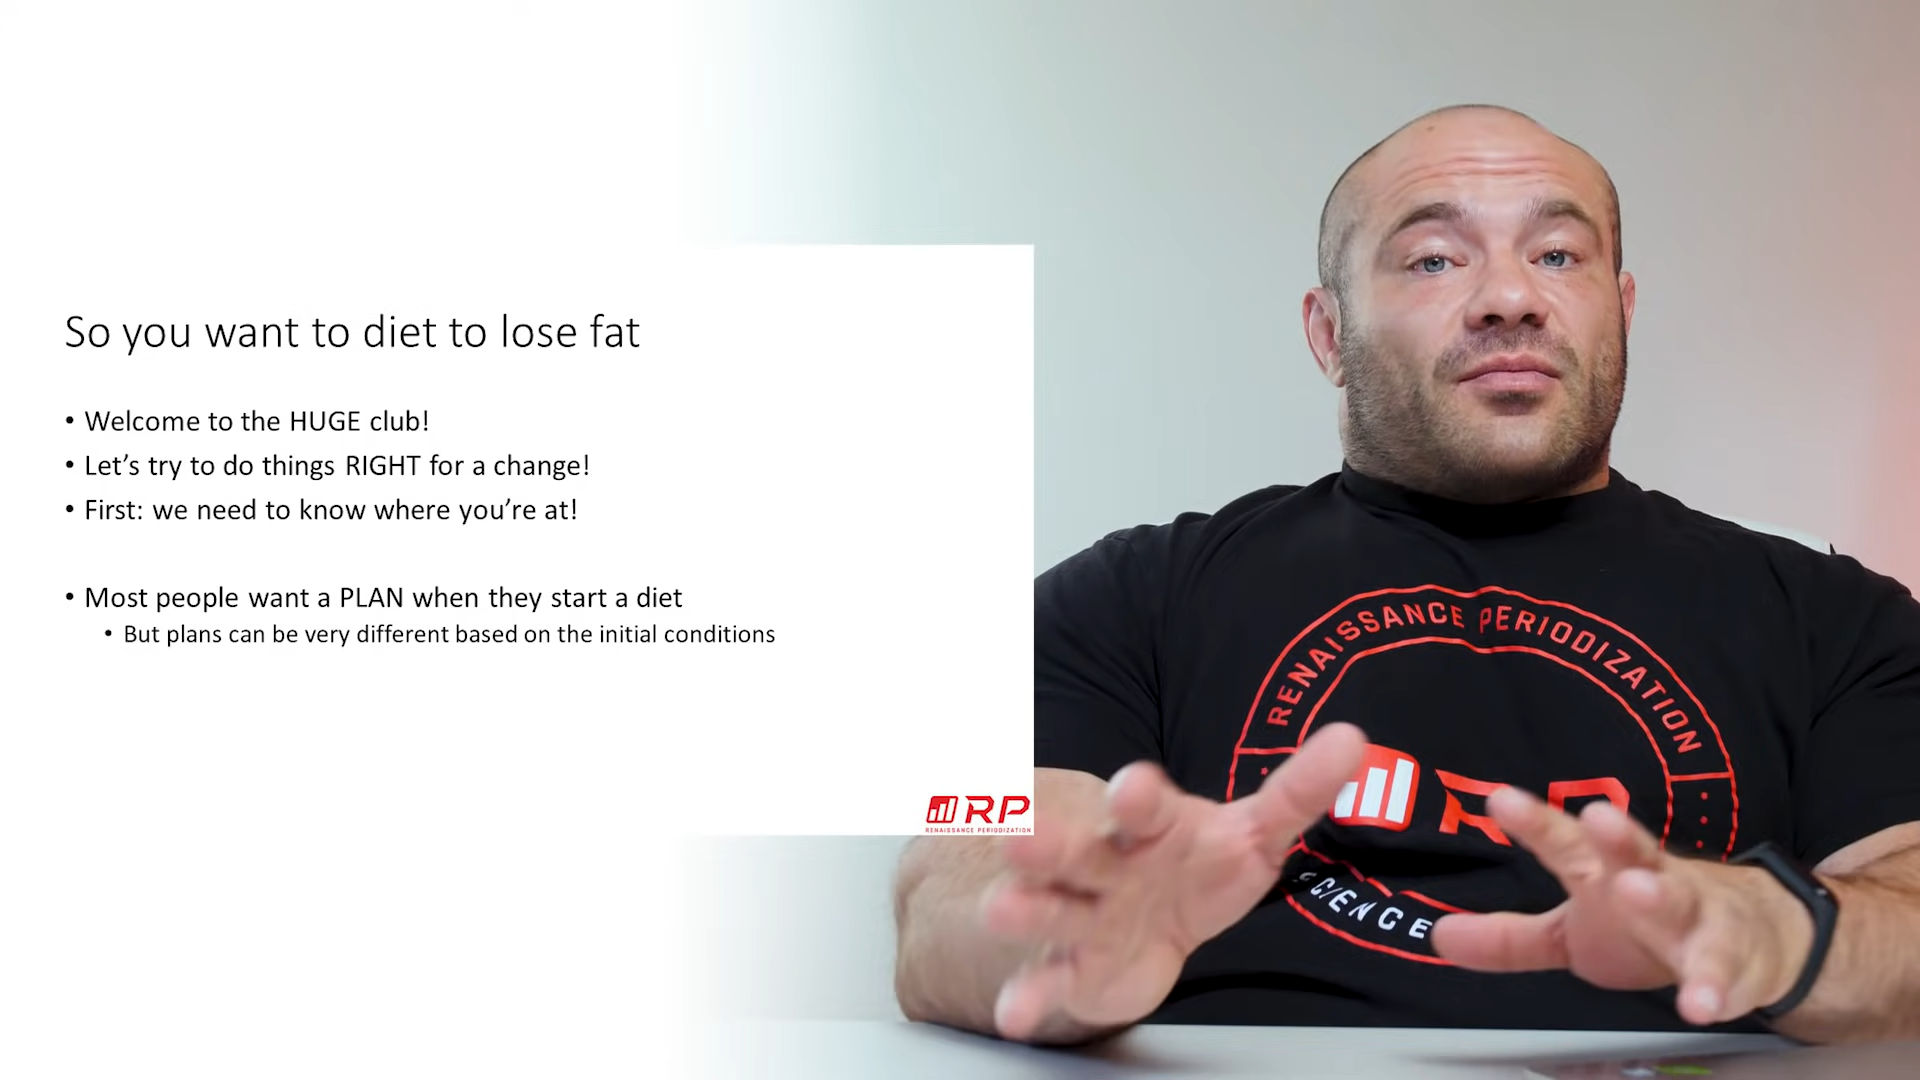 So you want to diet to lose fat
• Welcome to the HUGE club!
• Let’s try to do things RIGHT for a change!
• First: we need to know where you’re at!
• Most people want a PLAN when they start a diet
• But plans can be very different based on the initial conditions
RP
RENAISSANCE PERIODIZATION
RENAISSANCE PERIODIZATION
RP
SCIENCE